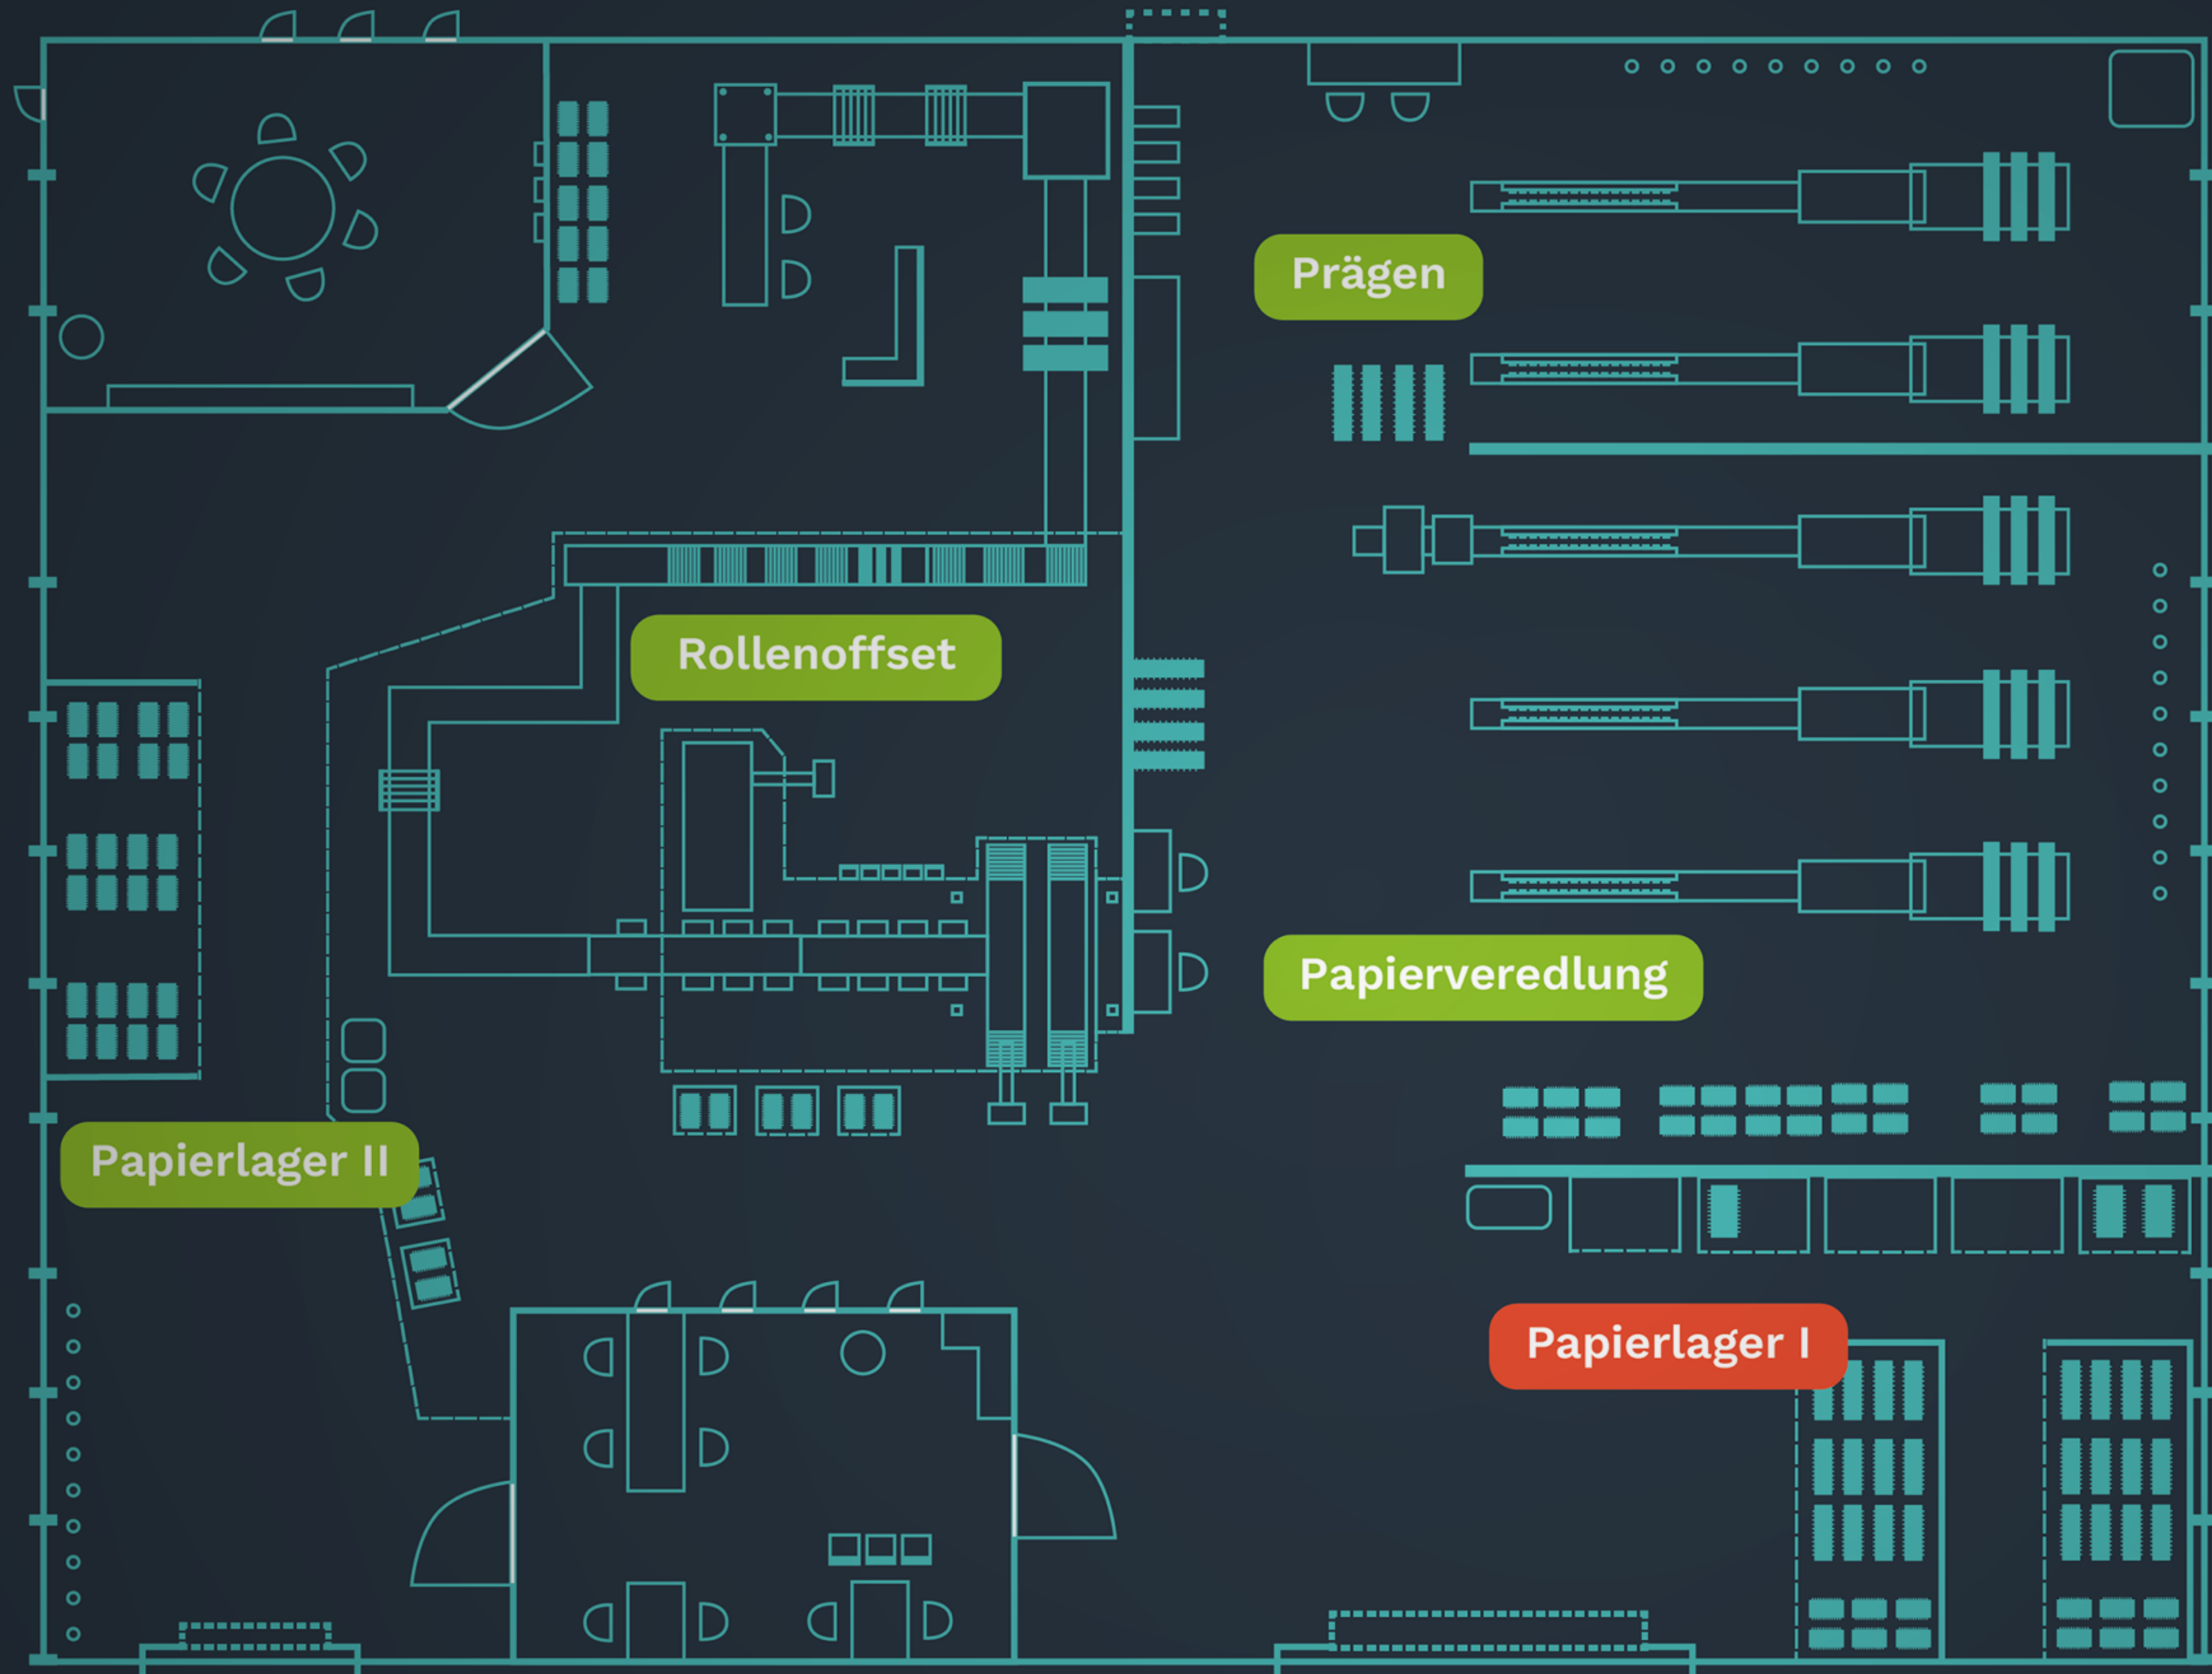 Prägen
Rollenoffset
Papierveredlung
Papierlager II
Papierlager I